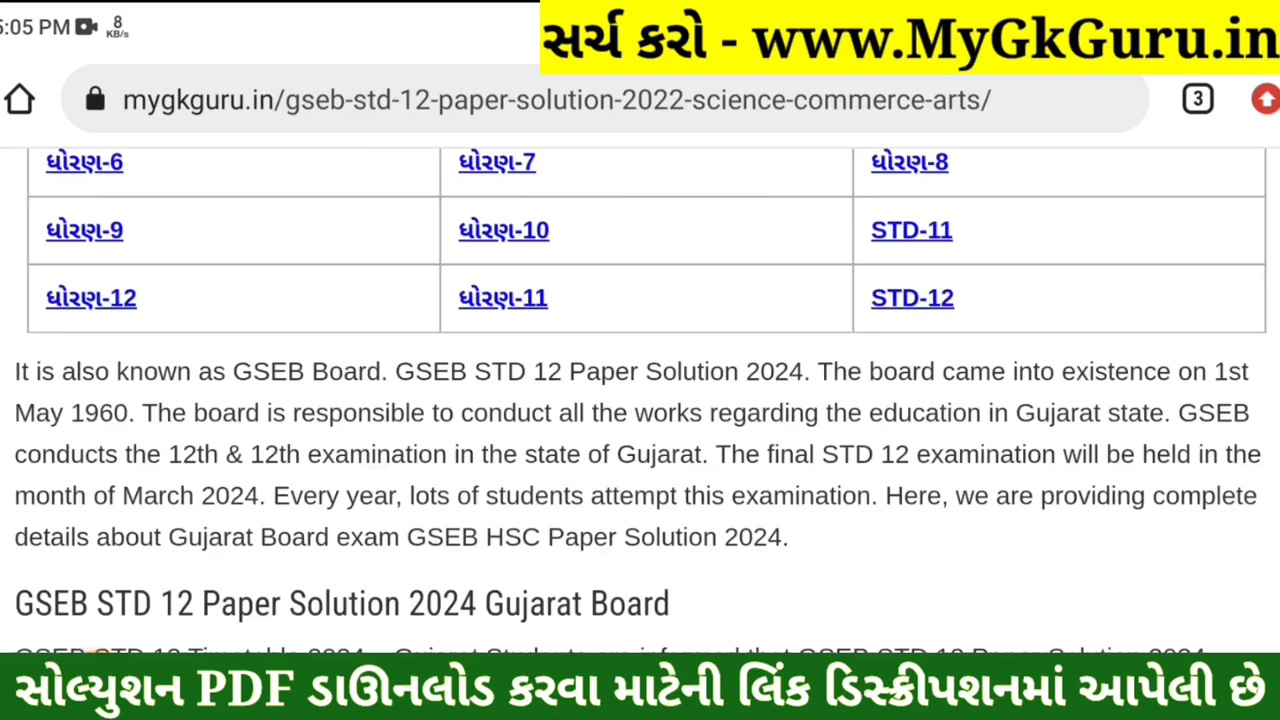 5:05 PM 8 KB/s
સર્ચ કરો - www.MyGkGuru.in
mygkguru.in/gseb-std-12-paper-solution-2022-science-commerce-arts/ 3
ધોરણ-6 ધોરણ-7 ધોરણ-8
ધોરણ-9 ધોરણ-10 STD-11
ધોરણ-12 ધોરણ-11 STD-12
It is also known as GSEB Board. GSEB STD 12 Paper Solution 2024. The board came into existence on 1st
May 1960. The board is responsible to conduct all the works regarding the education in Gujarat state. GSEB
conducts the 12th & 12th examination in the state of Gujarat. The final STD 12 examination will be held in the
month of March 2024. Every year, lots of students attempt this examination. Here, we are providing complete
details about Gujarat Board exam GSEB HSC Paper Solution 2024.
GSEB STD 12 Paper Solution 2024 Gujarat Board
સોલ્યુશન PDF ડાઊનલોડ કરવા માટેની લિંક ડિસ્ક્રીપશનમાં આપેલી છે